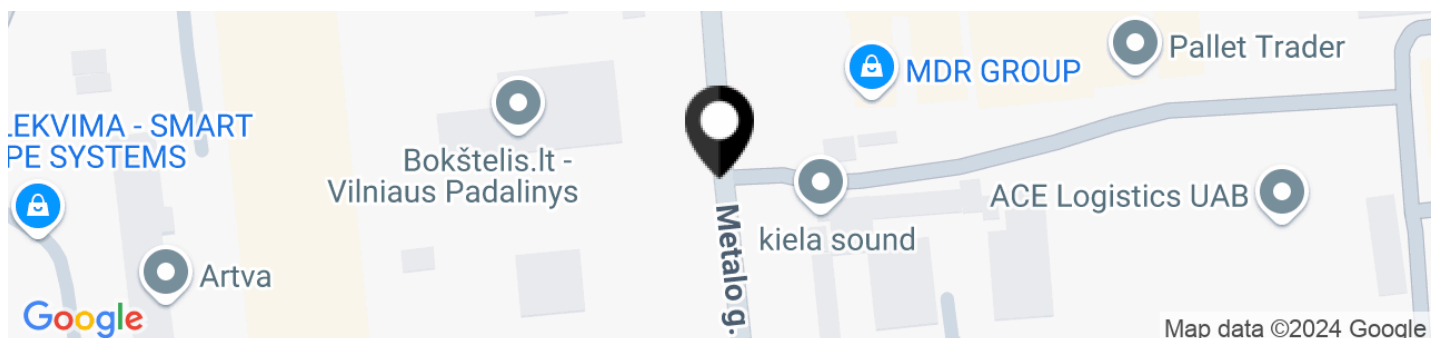 Pallet Trader
MDR GROUP
LEKVIMA - SMART
PE SYSTEMS
Bokštelis.lt -
Vilniaus Padalinys
ACE Logistics UAB
kiela sound
Metalo g.
Artva
Google
Map data ©2024 Google